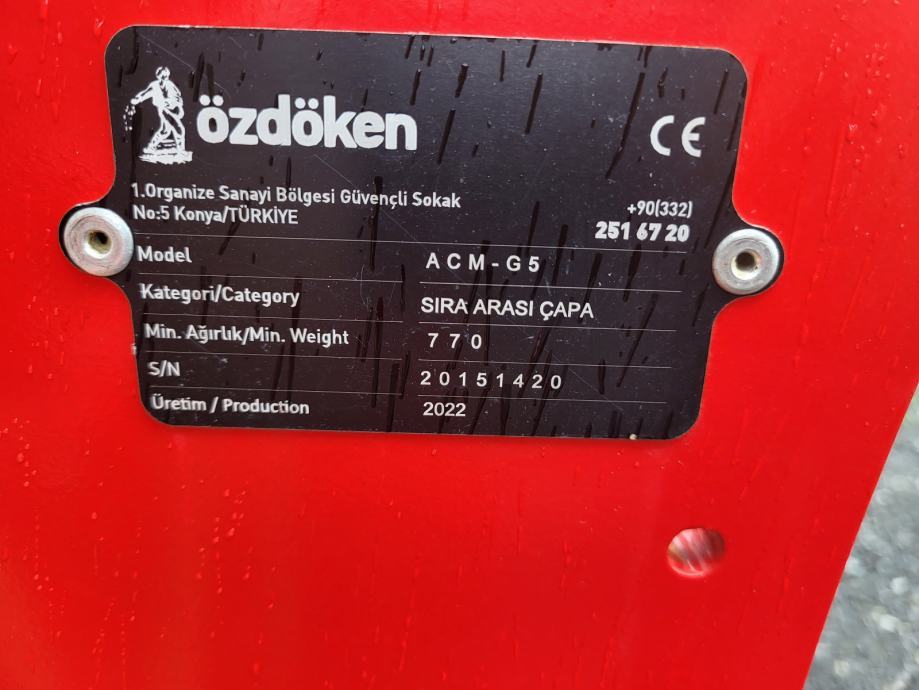 özdöken
CE
1.Organize Sanayi Bölgesi Güvençli Sokak
No:5 Konya/TÜRKİYE
+90(332)
251 67 20
Model ACM-G5
Kategori/Category SIRA ARASI ÇAPA
Min. Ağırlık/Min. Weight 770
S/N 20151420
Üretim / Production 2022